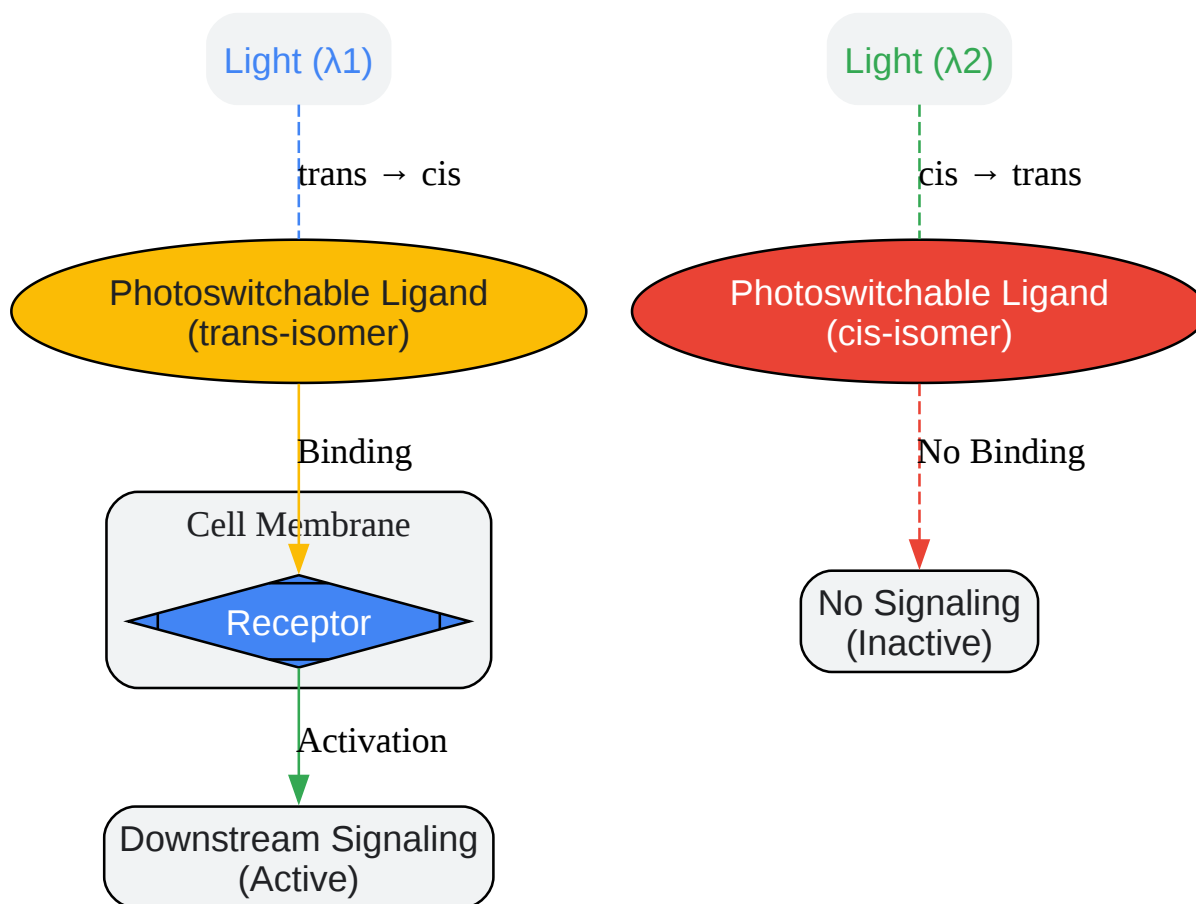 Light (λ1)
trans → cis
Photoswitchable Ligand
(trans-isomer)
Binding
Cell Membrane
Receptor
Activation
Downstream Signaling
(Active)
Light (λ2)
cis → trans
Photoswitchable Ligand
(cis-isomer)
No Binding
No Signaling
(Inactive)